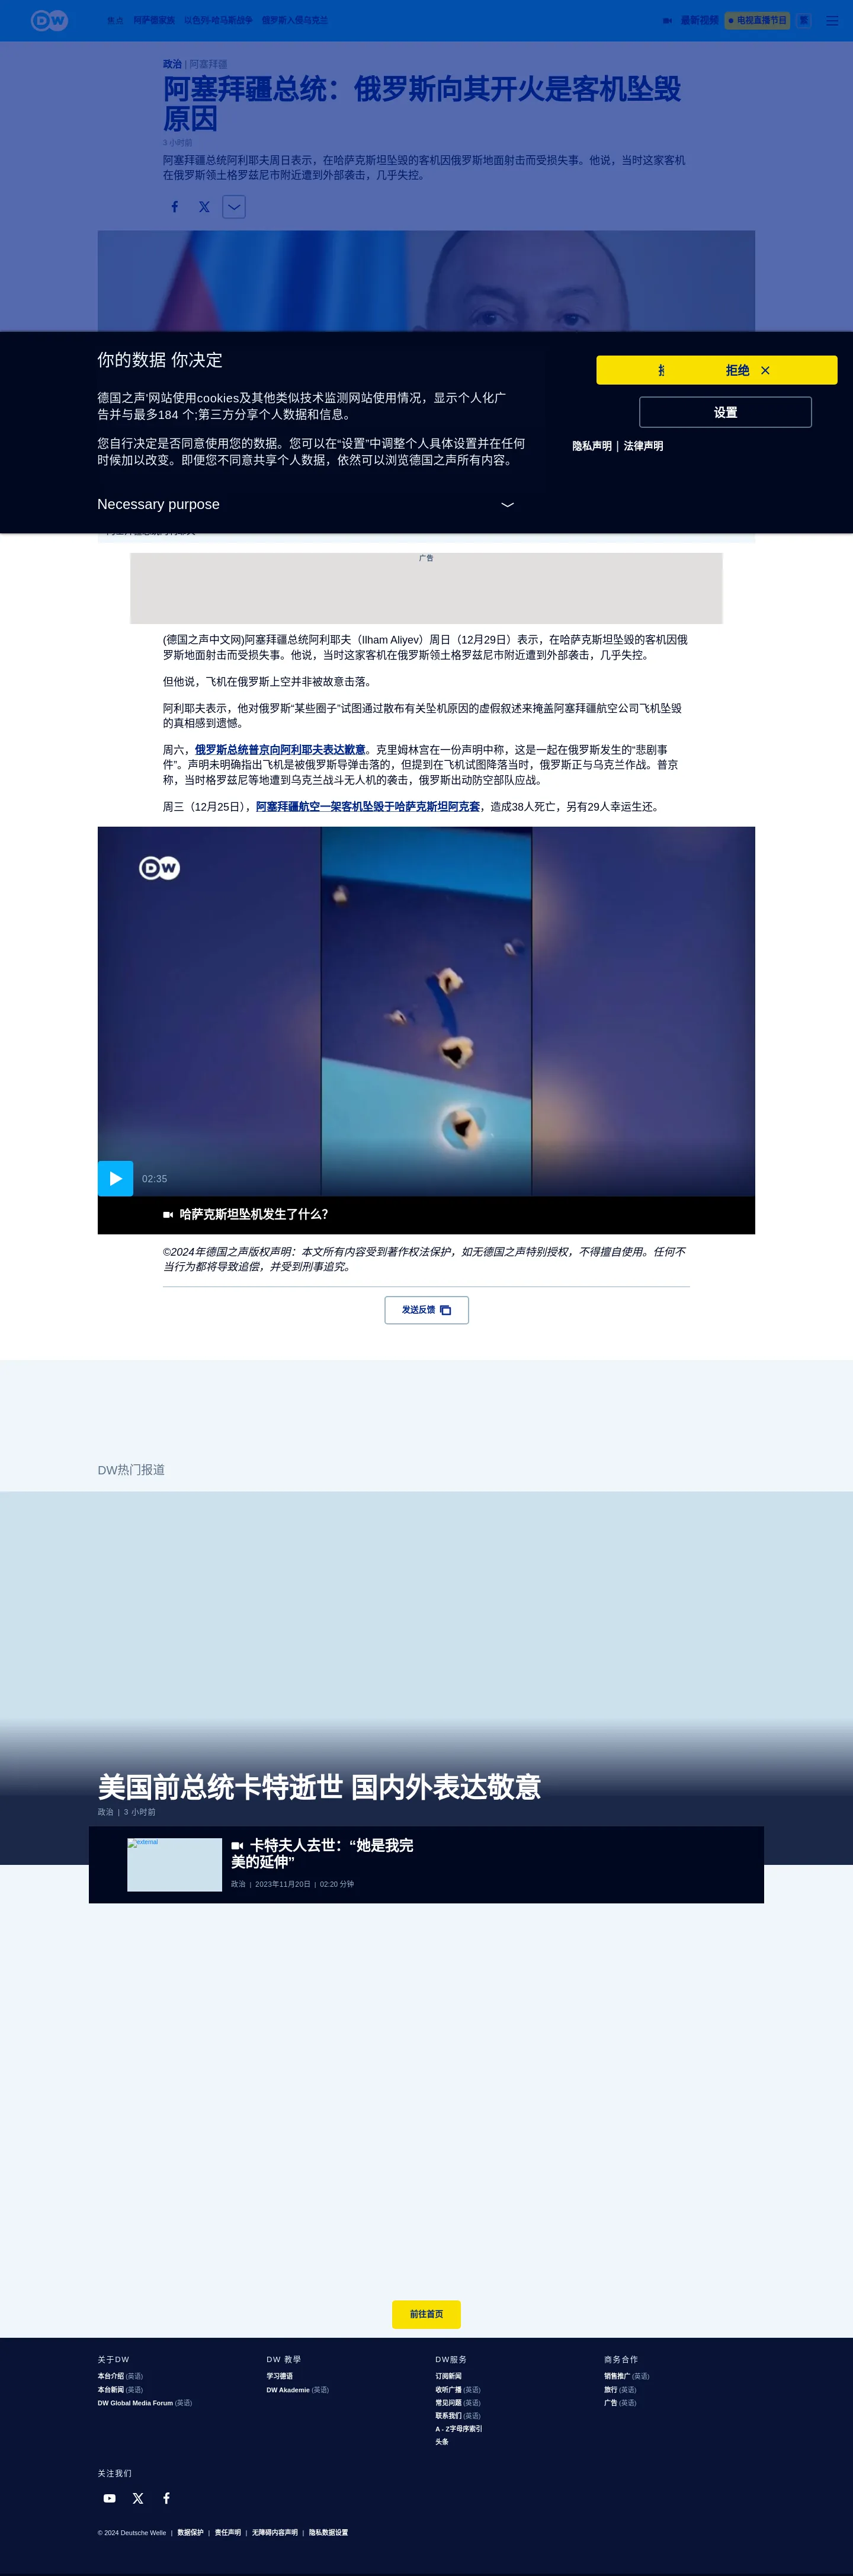 DW
焦点 阿萨德家族 以色列-哈马斯战争 俄罗斯入侵乌克兰
最新视频 电视直播节目 繁
政治 | 阿塞拜疆
阿塞拜疆总统：俄罗斯向其开火是客机坠毁
原因
3 小时前
阿塞拜疆总统阿利耶夫周日表示，在哈萨克斯坦坠毁的客机因俄罗斯地面射击而受损失事。他说，当时这家客机
在俄罗斯领土格罗兹尼市附近遭到外部袭击，几乎失控。
你的数据 你决定
德国之声'网站使用cookies及其他类似技术监测网站使用情况，显示个人化广
告并与最多184 个;第三方分享个人数据和信息。
您自行决定是否同意使用您的数据。您可以在“设置”中调整个人具体设置并在任何
时候加以改变。即便您不同意共享个人数据，依然可以浏览德国之声所有内容。
Necessary purpose
拒绝
设置
隐私声明 | 法律声明
广告
(德国之声中文网)阿塞拜疆总统阿利耶夫（Ilham Aliyev）周日（12月29日）表示，在哈萨克斯坦坠毁的客机因俄
罗斯地面射击而受损失事。他说，当时这家客机在俄罗斯领土格罗兹尼市附近遭到外部袭击，几乎失控。
但他说，飞机在俄罗斯上空并非被故意击落。
阿利耶夫表示，他对俄罗斯“某些圈子”试图通过散布有关坠机原因的虚假叙述来掩盖阿塞拜疆航空公司飞机坠毁
的真相感到遗憾。
周六，俄罗斯总统普京向阿利耶夫表达歉意。克里姆林宫在一份声明中称，这是一起在俄罗斯发生的“悲剧事
件”。声明未明确指出飞机是被俄罗斯导弹击落的，但提到在飞机试图降落当时，俄罗斯正与乌克兰作战。普京
称，当时格罗兹尼等地遭到乌克兰战斗无人机的袭击，俄罗斯出动防空部队应战。
周三（12月25日），阿塞拜疆航空一架客机坠毁于哈萨克斯坦阿克套，造成38人死亡，另有29人幸运生还。
DW
02:35
哈萨克斯坦坠机发生了什么？
©2024年德国之声版权声明：本文所有内容受到著作权法保护，如无德国之声特别授权，不得擅自使用。任何不
当行为都将导致追偿，并受到刑事追究。
发送反馈
DW热门报道
美国前总统卡特逝世 国内外表达敬意
政治 | 3 小时前
external
卡特夫人去世：“她是我完
美的延伸”
政治 | 2023年11月20日 | 02:20 分钟
前往首页
关于DW
本台介绍 (英语)
本台新闻 (英语)
DW Global Media Forum (英语)
DW 教學
学习德语
DW Akademie (英语)
DW服务
订阅新闻
收听广播 (英语)
常见问题 (英语)
联系我们 (英语)
A - Z字母序索引
头条
商务合作
销售推广 (英语)
旅行 (英语)
广告 (英语)
关注我们
© 2024 Deutsche Welle | 数据保护 | 责任声明 | 无障碍内容声明 | 隐私数据设置